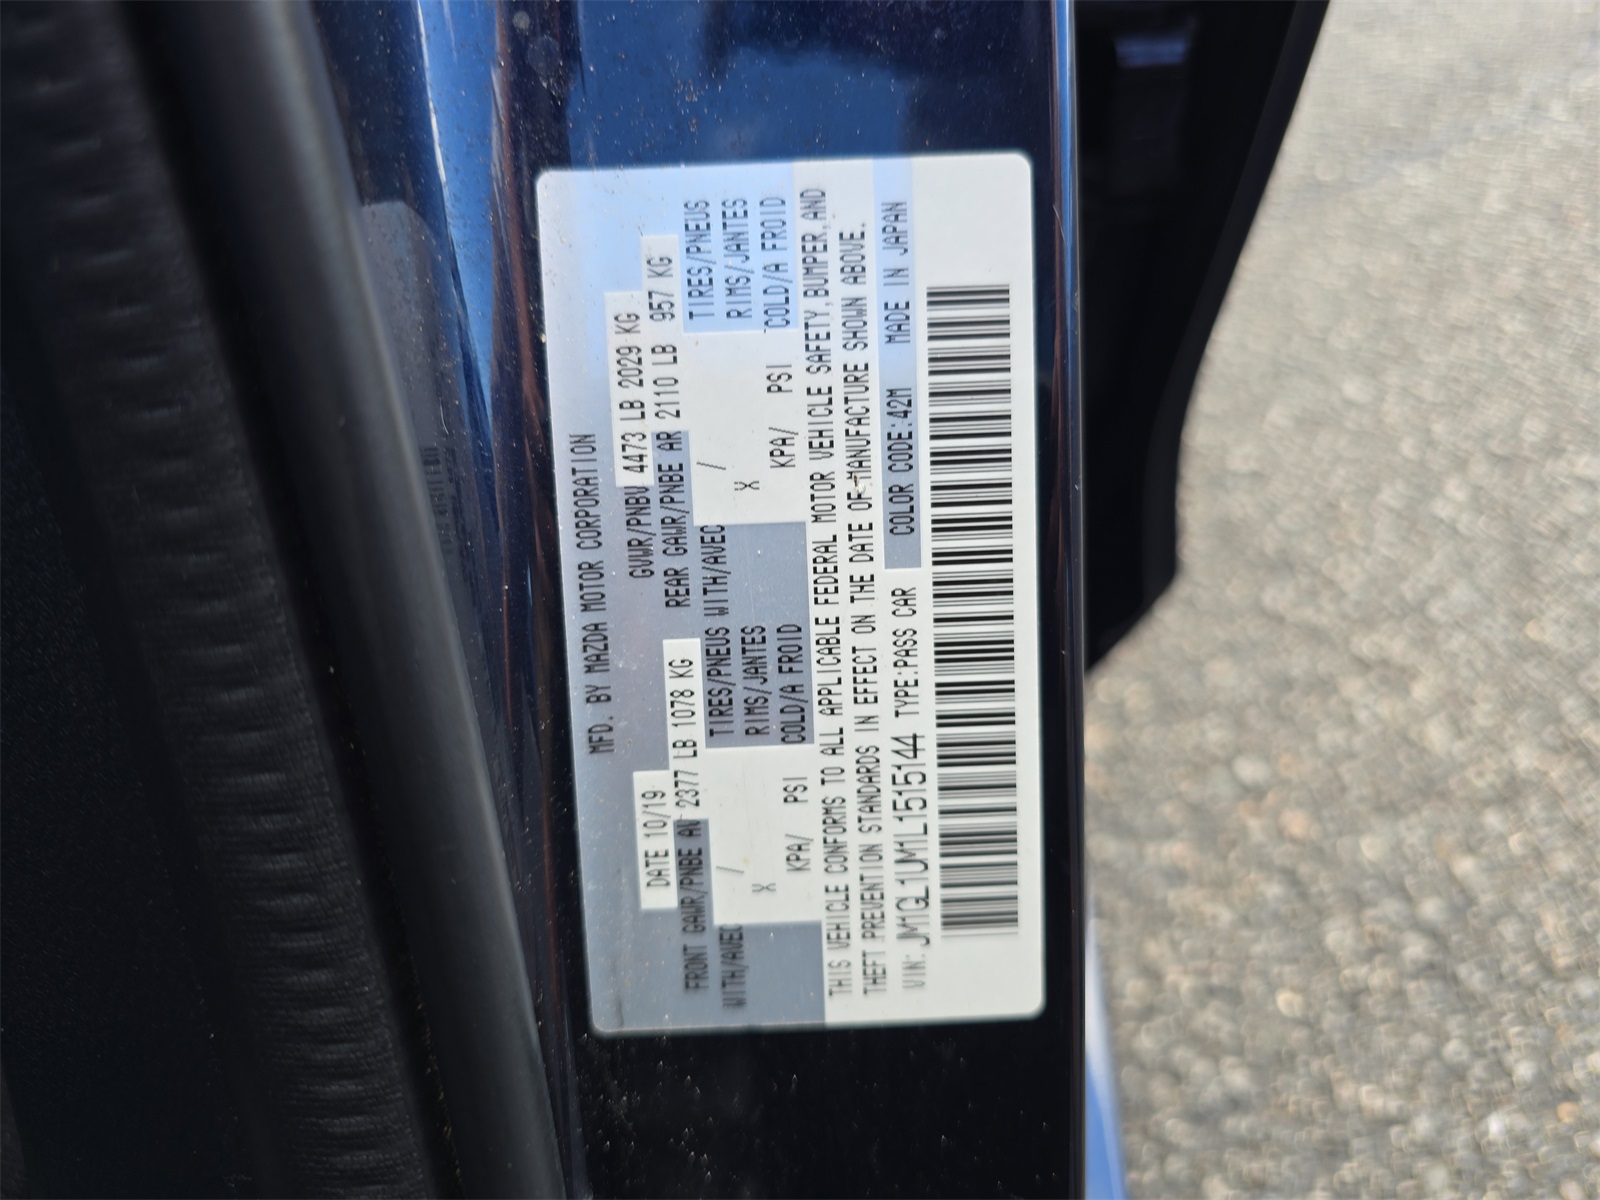 MFD. BY MAZDA MOTOR CORPORATION
DATE 10/19 GVWR/PNBV 4473 LB 2029 KG
FRONT GAWR/PNBE AV 2377 LB 1078 KG REAR GAWR/PNBE AR 2110 LB 957 KG
WITH/AVEC / TIRES/PNEUS WITH/AVEC / TIRES/PNEUS
X RIMS/JANTES X RIMS/JANTES
KPA/ PSI COLD/A FROID KPA/ PSI COLD/A FROID
THIS VEHICLE CONFORMS TO ALL APPLICABLE FEDERAL MOTOR VEHICLE SAFETY, BUMPER, AND
THEFT PREVENTION STANDARDS IN EFFECT ON THE DATE OF MANUFACTURE SHOWN ABOVE.
VIN: JM1GL1UM1L1515144 TYPE:PASS CAR COLOR CODE:42M MADE IN JAPAN